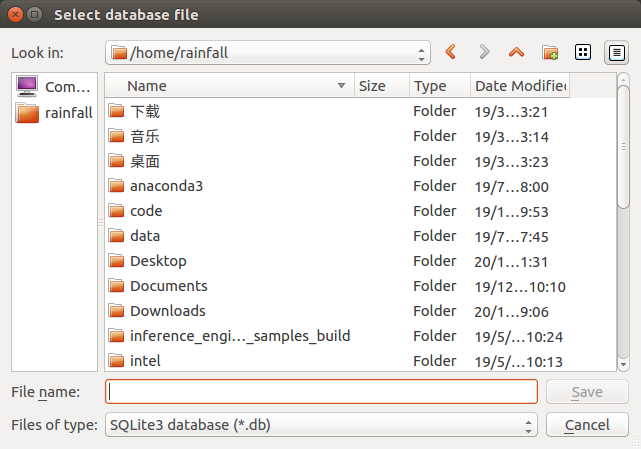 Select database file
Look in: /home/rainfall
Com...
rainfall
Name Size Type Date Modified
下载 Folder 19/3...3:21
音乐 Folder 19/3...3:14
桌面 Folder 19/3...3:23
anaconda3 Folder 19/7...8:00
code Folder 19/1...9:53
data Folder 19/7...7:45
Desktop Folder 20/1...1:31
Documents Folder 19/12...10:10
Downloads Folder 20/1...9:06
inference_engi..._samples_build Folder 19/5/...10:24
intel Folder 19/5/...10:13
File name: Save
Files of type: SQLite3 database (*.db) Cancel